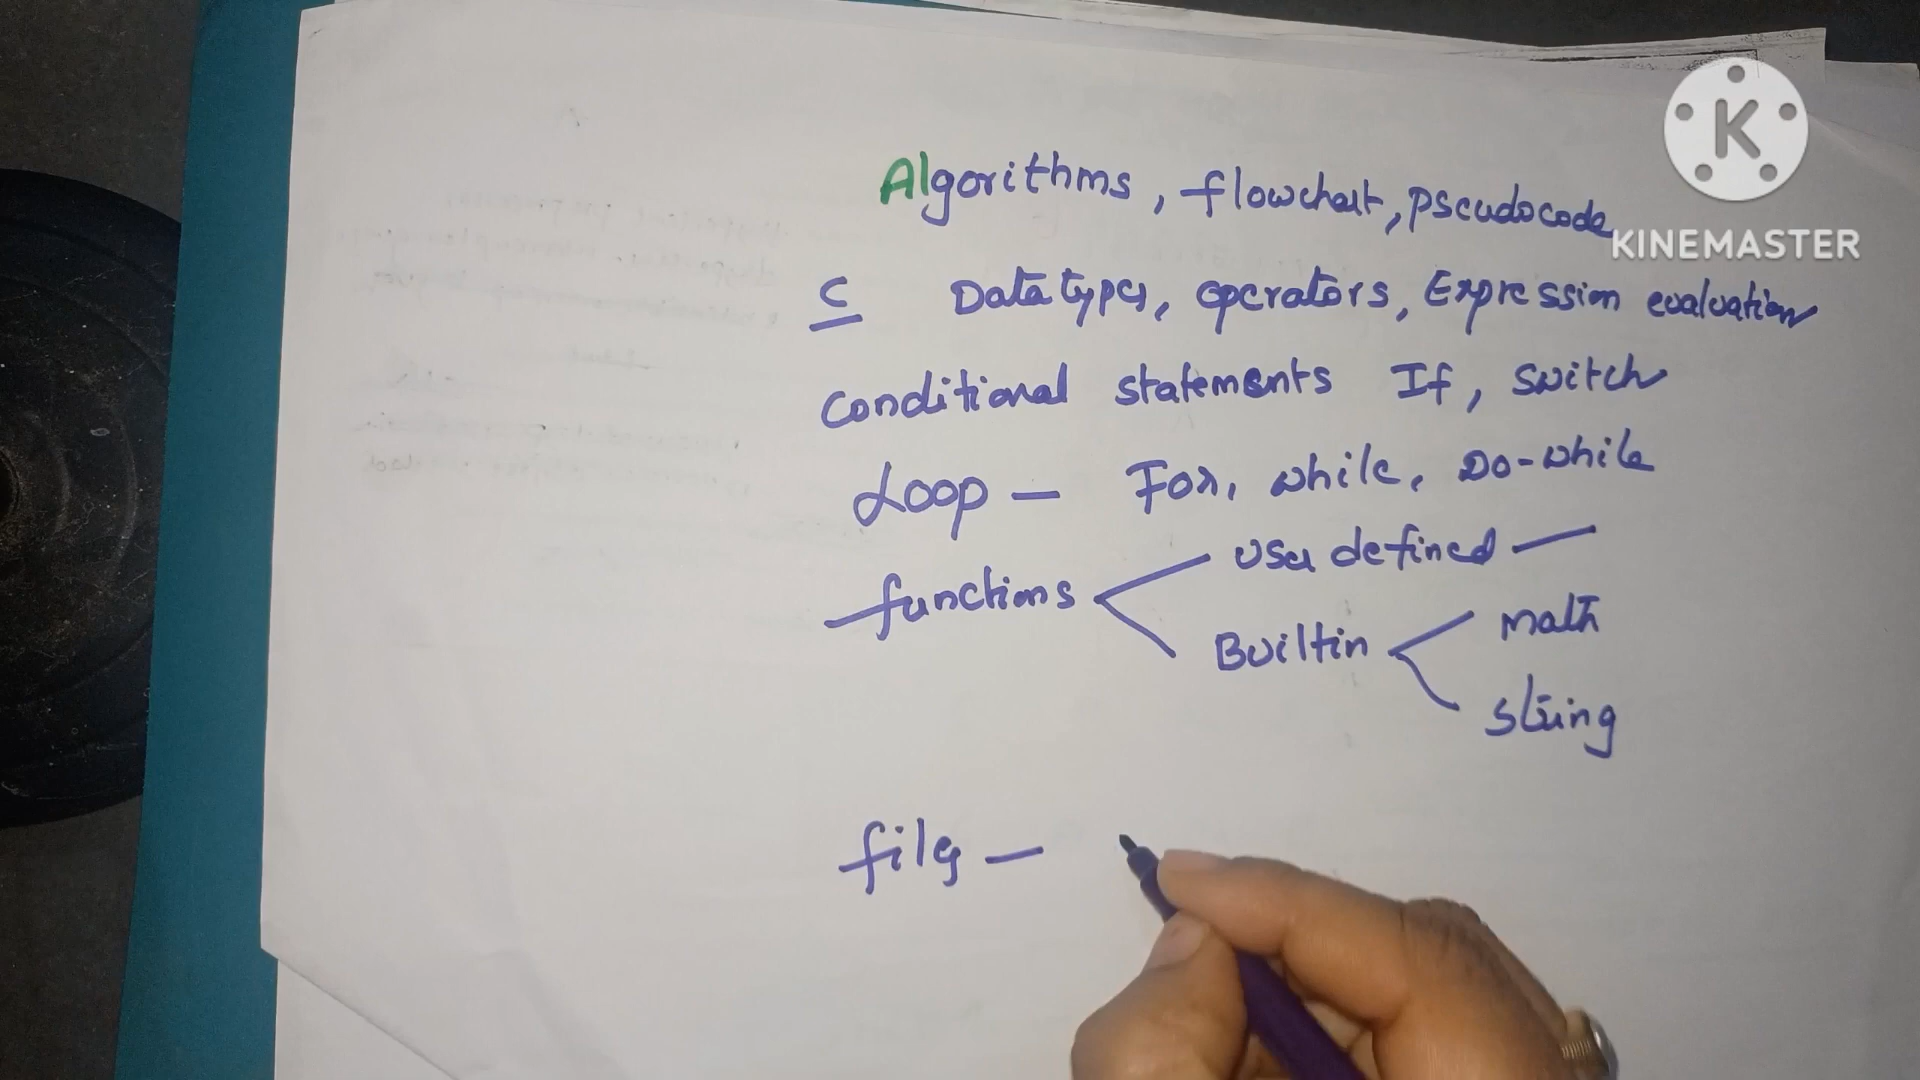 Algorithms, flowchart, pseudocode
K
KINEMASTER
C Datatypes, operators, Expression evaluation
conditional statements If, switch
Loop — For, while, Do-while
functions User defined —
Builtin math
string
files —